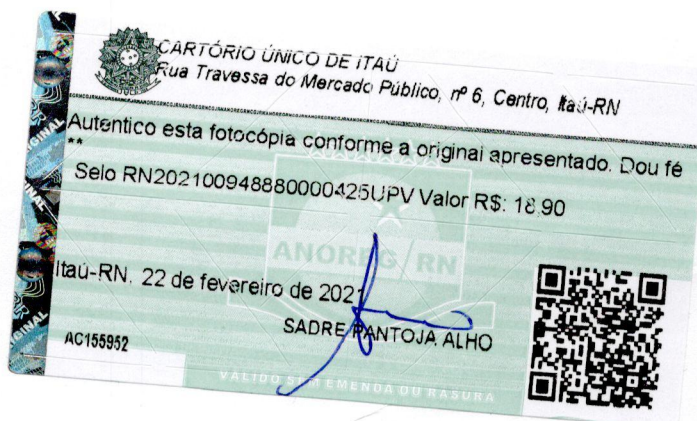 CARTÓRIO ÚNICO DE ITAÚ
Rua Travessa do Mercado Público, nº 6, Centro, Itaú-RN
Autentico esta fotocópia conforme a original apresentado. Dou fé
**
Selo RN202100948880000425UPV Valor R$: 18.90
ANOREG/RN
Itaú-RN, 22 de fevereiro de 2021
SADRE PANTOJA ALHO
AC155952
VÁLIDO SEM EMENDA OU RASURA